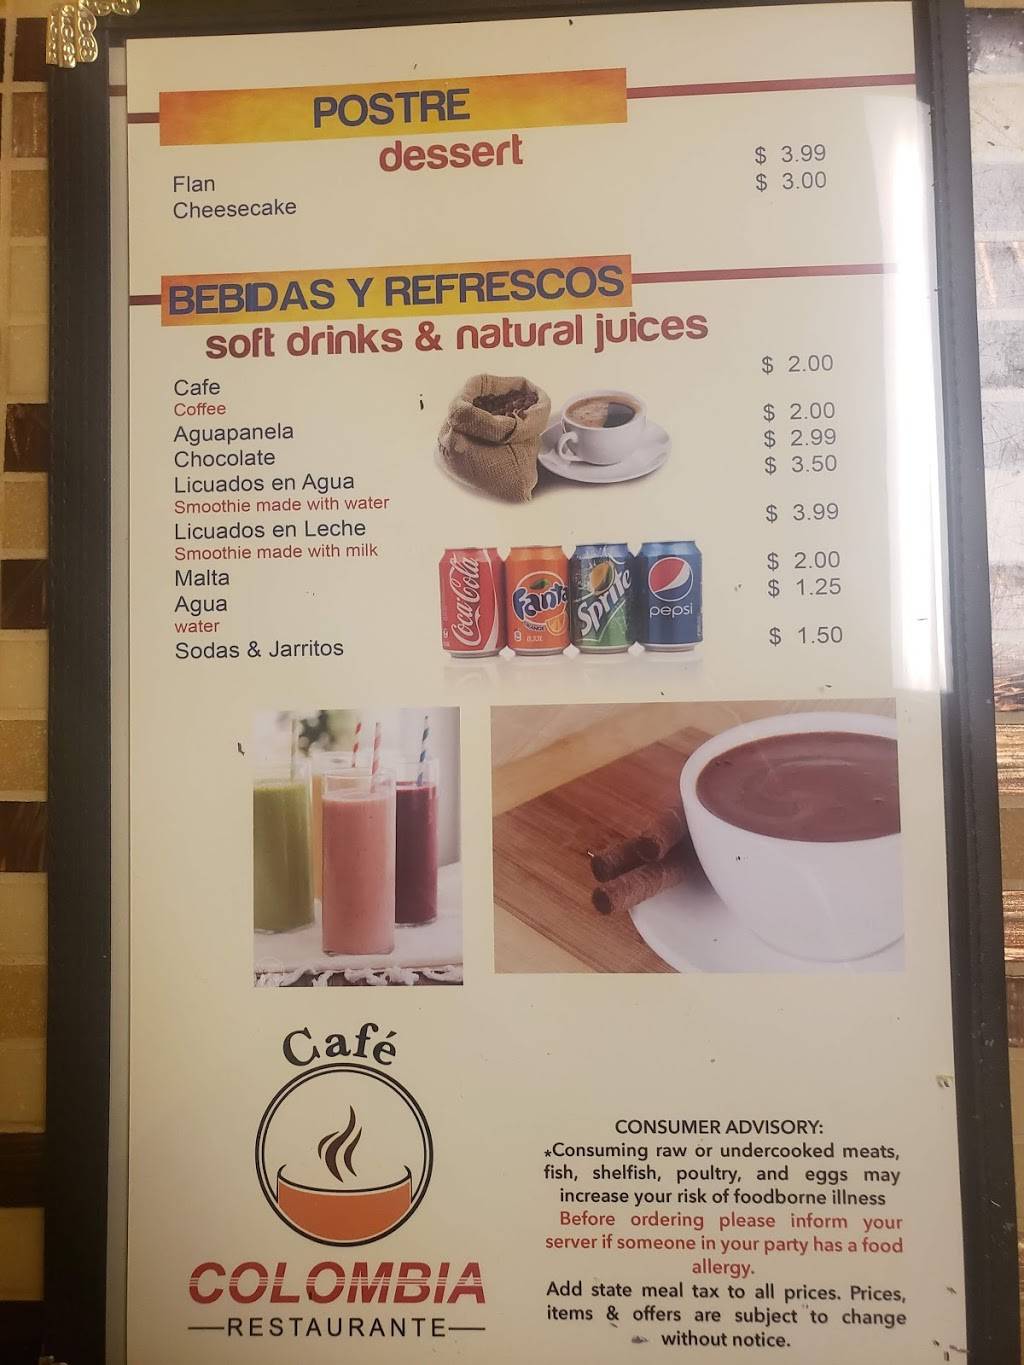 POSTRE
dessert
Flan $ 3.99
Cheesecake $ 3.00
BEBIDAS Y REFRESCOS
soft drinks & natural juices
Cafe $ 2.00
Coffee
Aguapanela $ 2.00
Chocolate $ 2.99
Licuados en Agua $ 3.50
Smoothie made with water
Licuados en Leche $ 3.99
Smoothie made with milk
Malta $ 2.00
Agua $ 1.25
water
Sodas & Jarritos $ 1.50
Coca-Cola
Fanta
ORANGE
Sprite
pepsi
Café
COLOMBIA
RESTAURANTE
CONSUMER ADVISORY:
*Consuming raw or undercooked meats,
fish, shelfish, poultry, and eggs may
increase your risk of foodborne illness
Before ordering please inform your
server if someone in your party has a food
allergy.
Add state meal tax to all prices. Prices,
items & offers are subject to change
without notice.